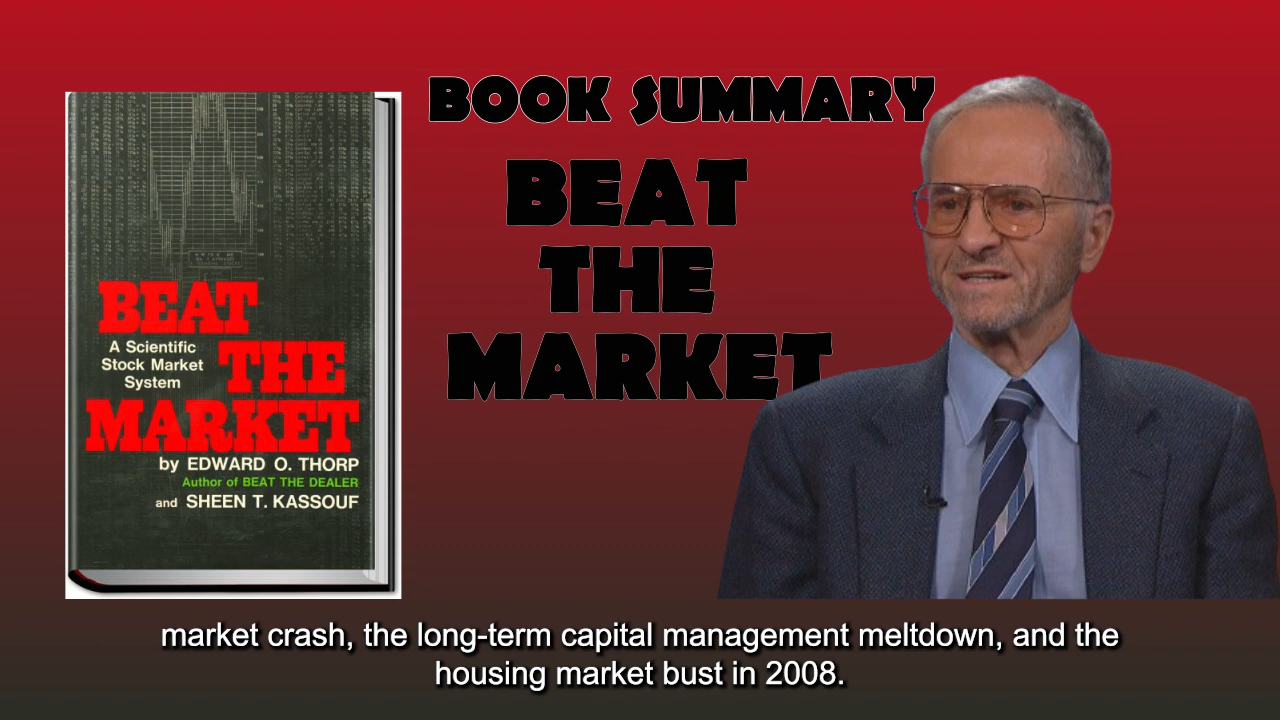 BOOK SUMMARY
BEAT
THE
MARKET
BEAT
A Scientific
Stock Market
System
THE
MARKET
by EDWARD O. THORP
Author of BEAT THE DEALER
and SHEEN T. KASSOUF
market crash, the long-term capital management meltdown, and the
housing market bust in 2008.